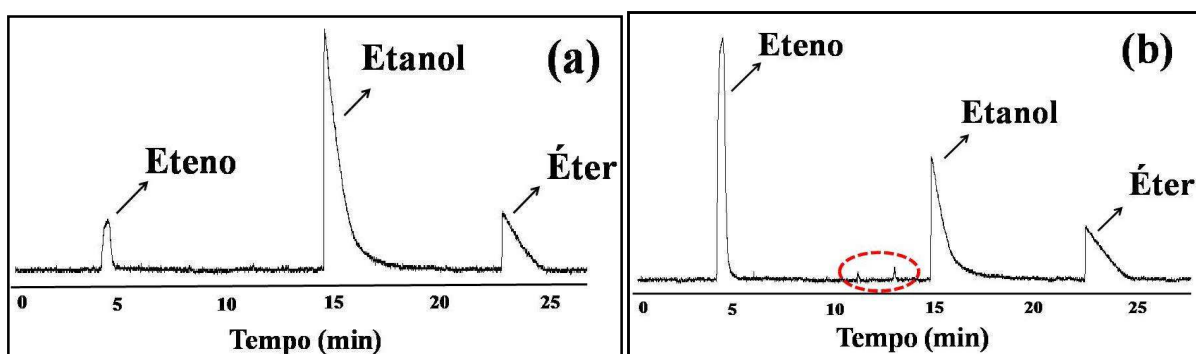 (a)
Etanol
Eteno
Éter
0 5 10 15 20 25
Tempo (min)
(b)
Eteno
Etanol
Éter
0 5 10 15 20 25
Tempo (min)